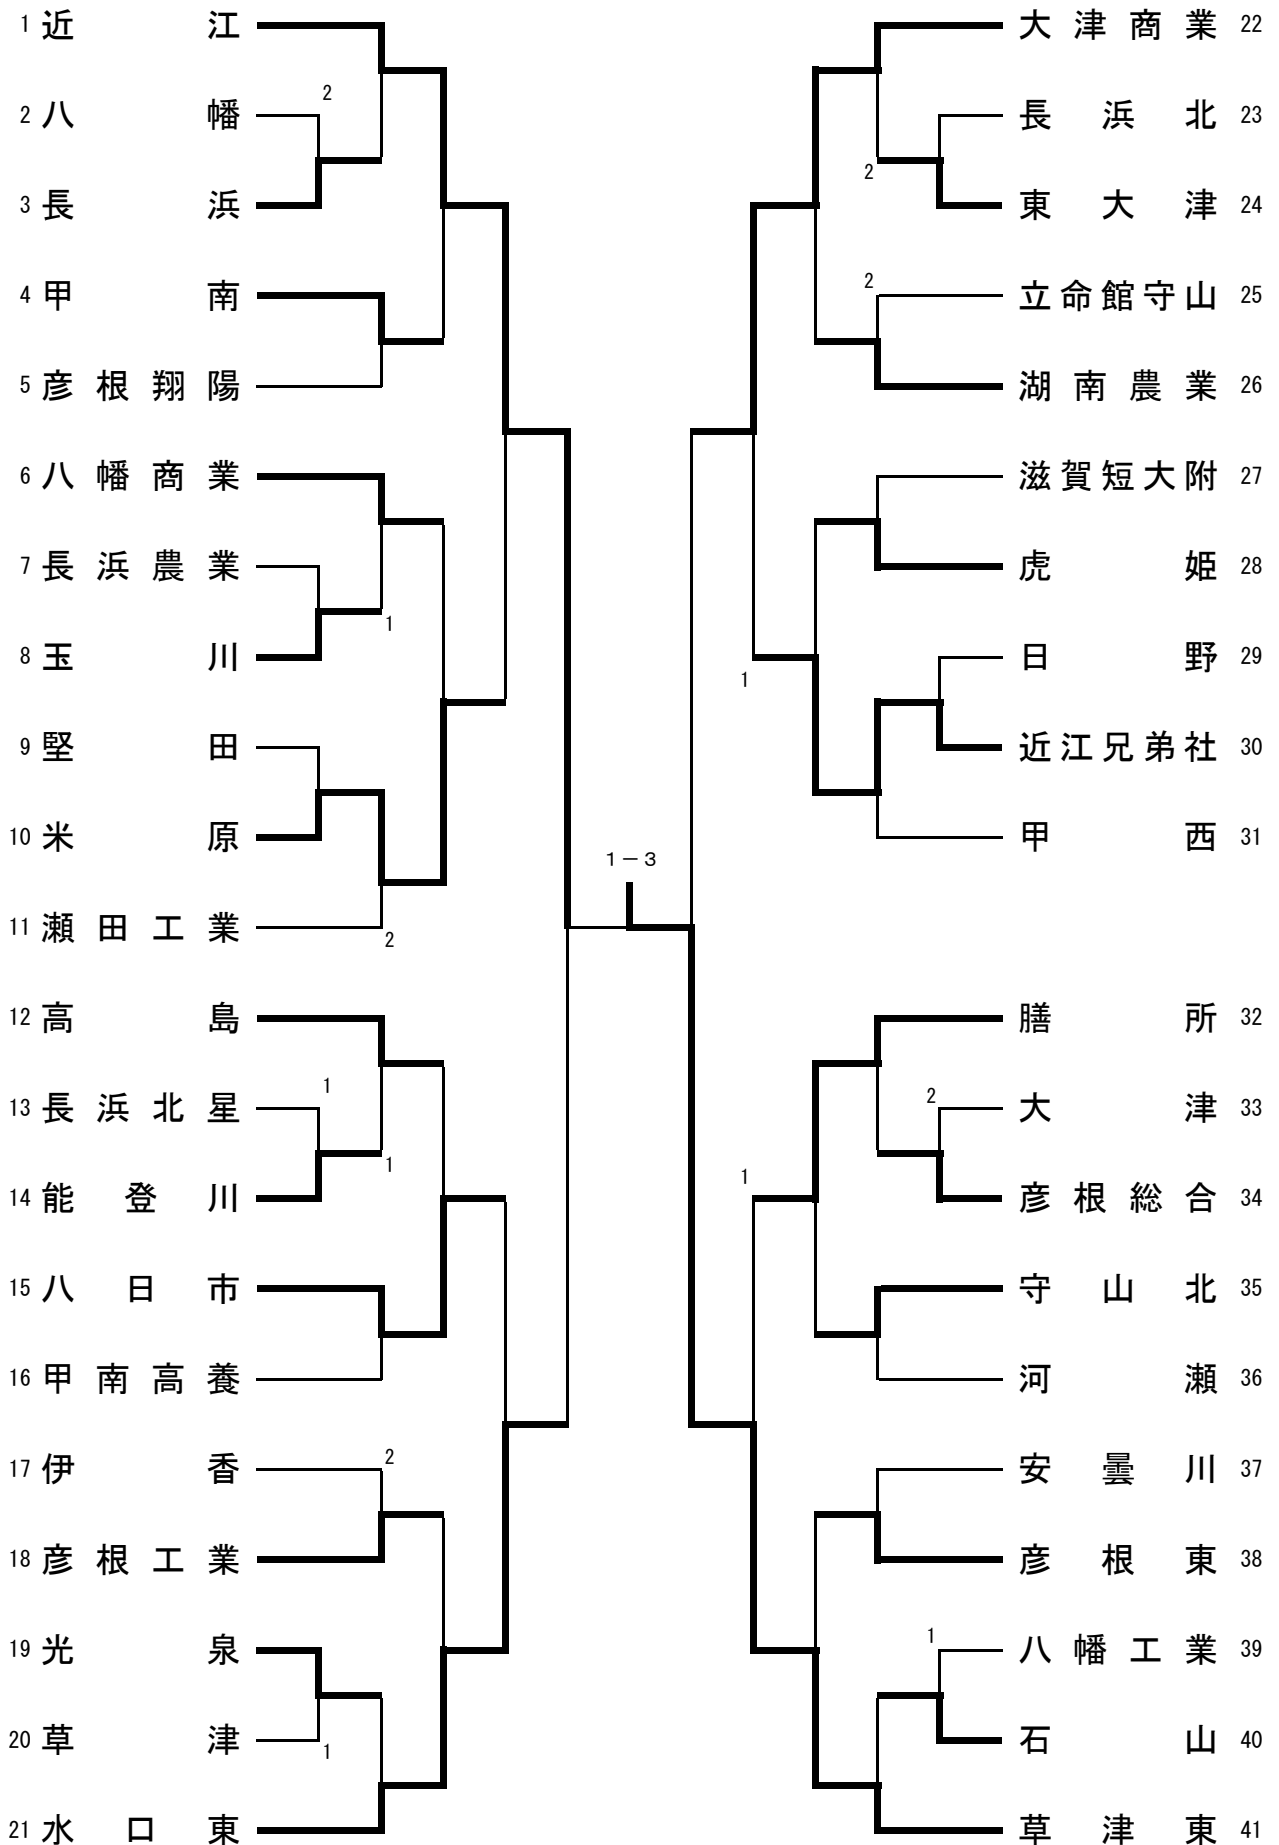 1 近江
2 八幡
2
3 長浜
4 甲南
5 彦根翔陽
6 八幡商業
7 長浜農業
1
8 玉川
9 堅田
10 米原
11 瀬田工業
2
12 高島
13 長浜北星
1
1
14 能登川
15 八日市
16 甲南高養
17 伊香
2
18 彦根工業
19 光泉
20 草津
1
21 水口東
1－3
大津商業 22
長浜北 23
2
東大津 24
2
立命館守山 25
湖南農業 26
滋賀短大附 27
虎姫 28
日野 29
1
近江兄弟社 30
甲西 31
膳所 32
2
大津 33
1
彦根総合 34
守山北 35
河瀬 36
安曇川 37
彦根東 38
1
八幡工業 39
石山 40
草津東 41